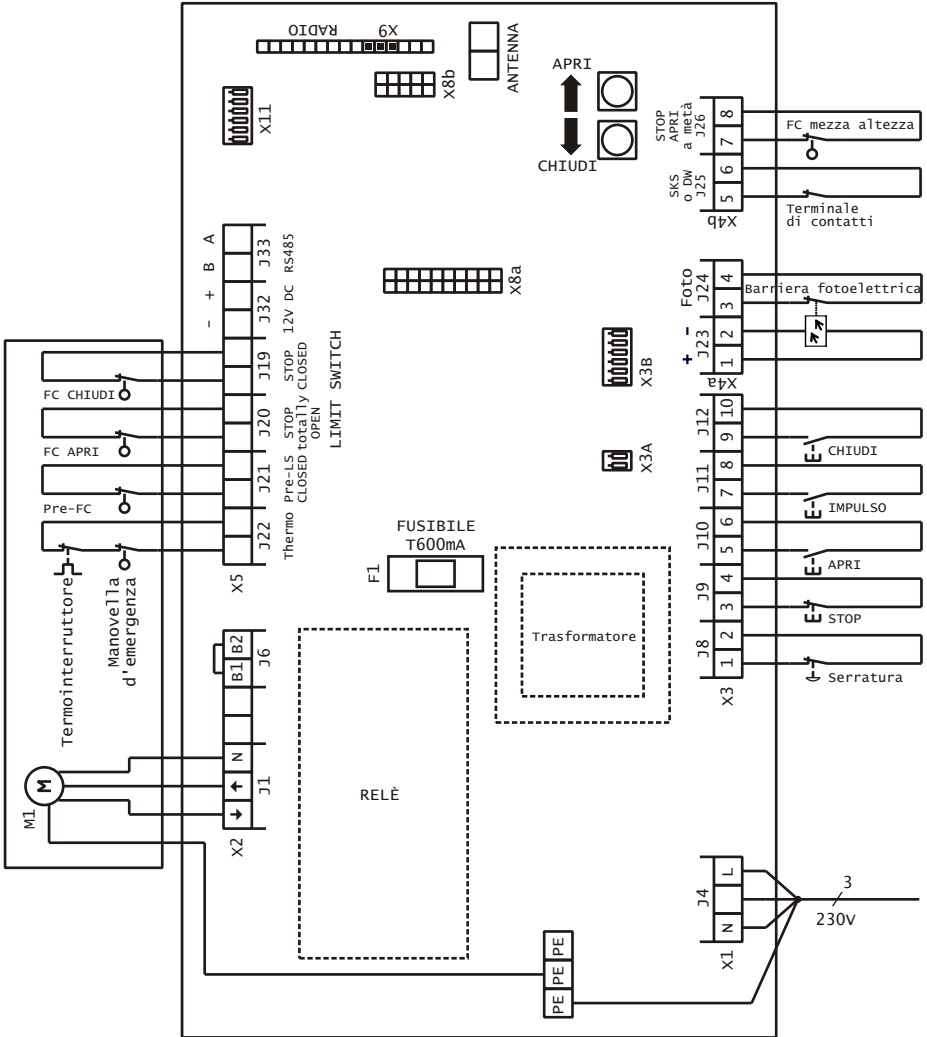 RADIO
X9
X8b
ANTENNA
X11
APRI
CHIUDI
STOP
APRI
a metà
J26
SKS
o DW
J25
X4b
8
7
6
5
FC mezza altezza
Terminale
di contatti
A
B
+
-
J33
RS485
J32
12V DC
J19
STOP
CLOSED
J20
STOP
totally
OPEN
J21
Pre-LS
CLOSED
J22
Thermo
LIMIT SWITCH
X5
X8a
Foto
J24
J23
- +
X4a
4
3
2
1
Barriera fotoelettrica
FC CHIUDI
FC APRI
Pre-FC
Termointerruttore
Manovella
d'emergenza
X3B
X3A
FUSIBILE
T600mA
F1
J12
J11
J10
J9
J8
X3
10
9
8
7
6
5
4
3
2
1
CHIUDI
IMPULSO
APRI
STOP
Serratura
Trasformatore
B1 B2
J6
N
J1
X2
M
M1
RELÈ
J4
L
N
X1
3
230V
PE PE PE